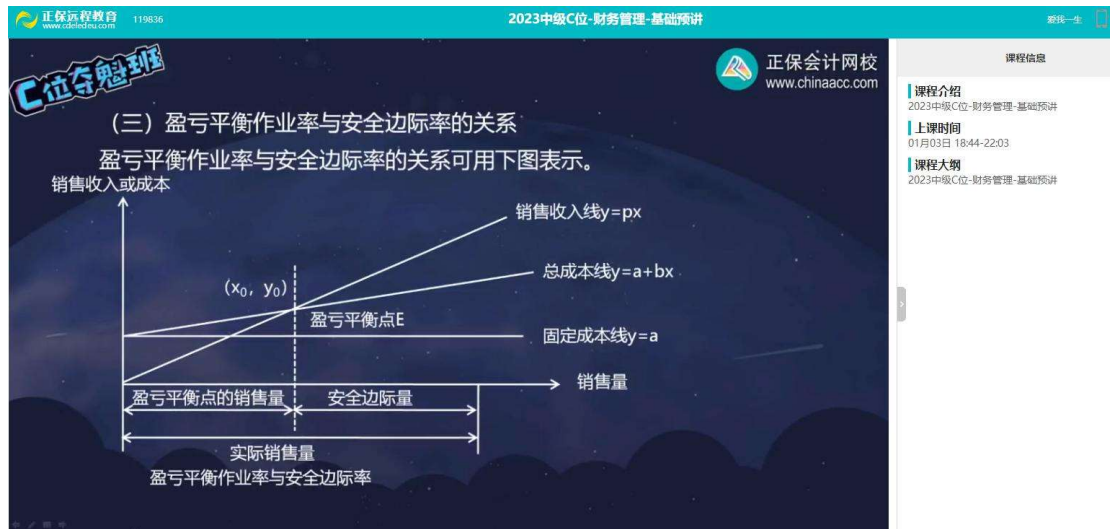 正保远程教育
www.cdeledu.com
119836
2023中级C位-财务管理-基础预讲
爱我一生
C位夺魁班
正保会计网校
www.chinaacc.com
（三）盈亏平衡作业率与安全边际率的关系
盈亏平衡作业率与安全边际率的关系可用下图表示。
销售收入或成本
销售收入线y=px
总成本线y=a+bx
(x₀, y₀)
盈亏平衡点E
固定成本线y=a
销售量
盈亏平衡点的销售量
安全边际量
实际销售量
盈亏平衡作业率与安全边际率
课程信息
课程介绍
2023中级C位-财务管理-基础预讲
上课时间
01月03日 18:44-22:03
课程大纲
2023中级C位-财务管理-基础预讲